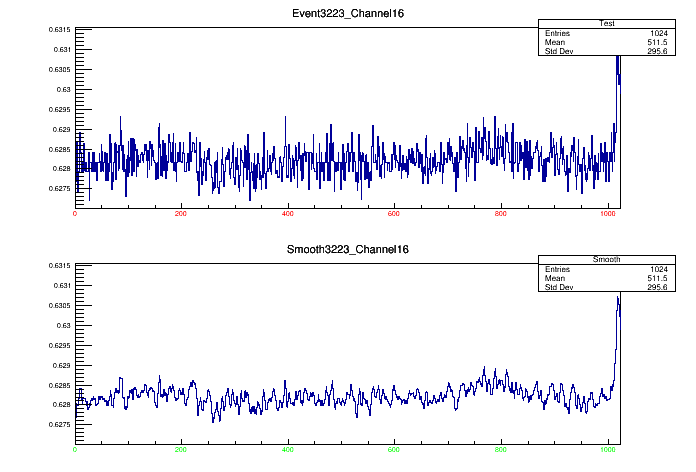 Event3223_Channel16
Test
Entries 1024
Mean 511.5
Std Dev 295.6
0.6315
0.631
0.6305
0.63
0.6295
0.629
0.6285
0.628
0.6275
0 200 400 600 800 1000
Smooth3223_Channel16
Smooth
Entries 1024
Mean 511.5
Std Dev 295.6
0.6315
0.631
0.6305
0.63
0.6295
0.629
0.6285
0.628
0.6275
0 200 400 600 800 1000